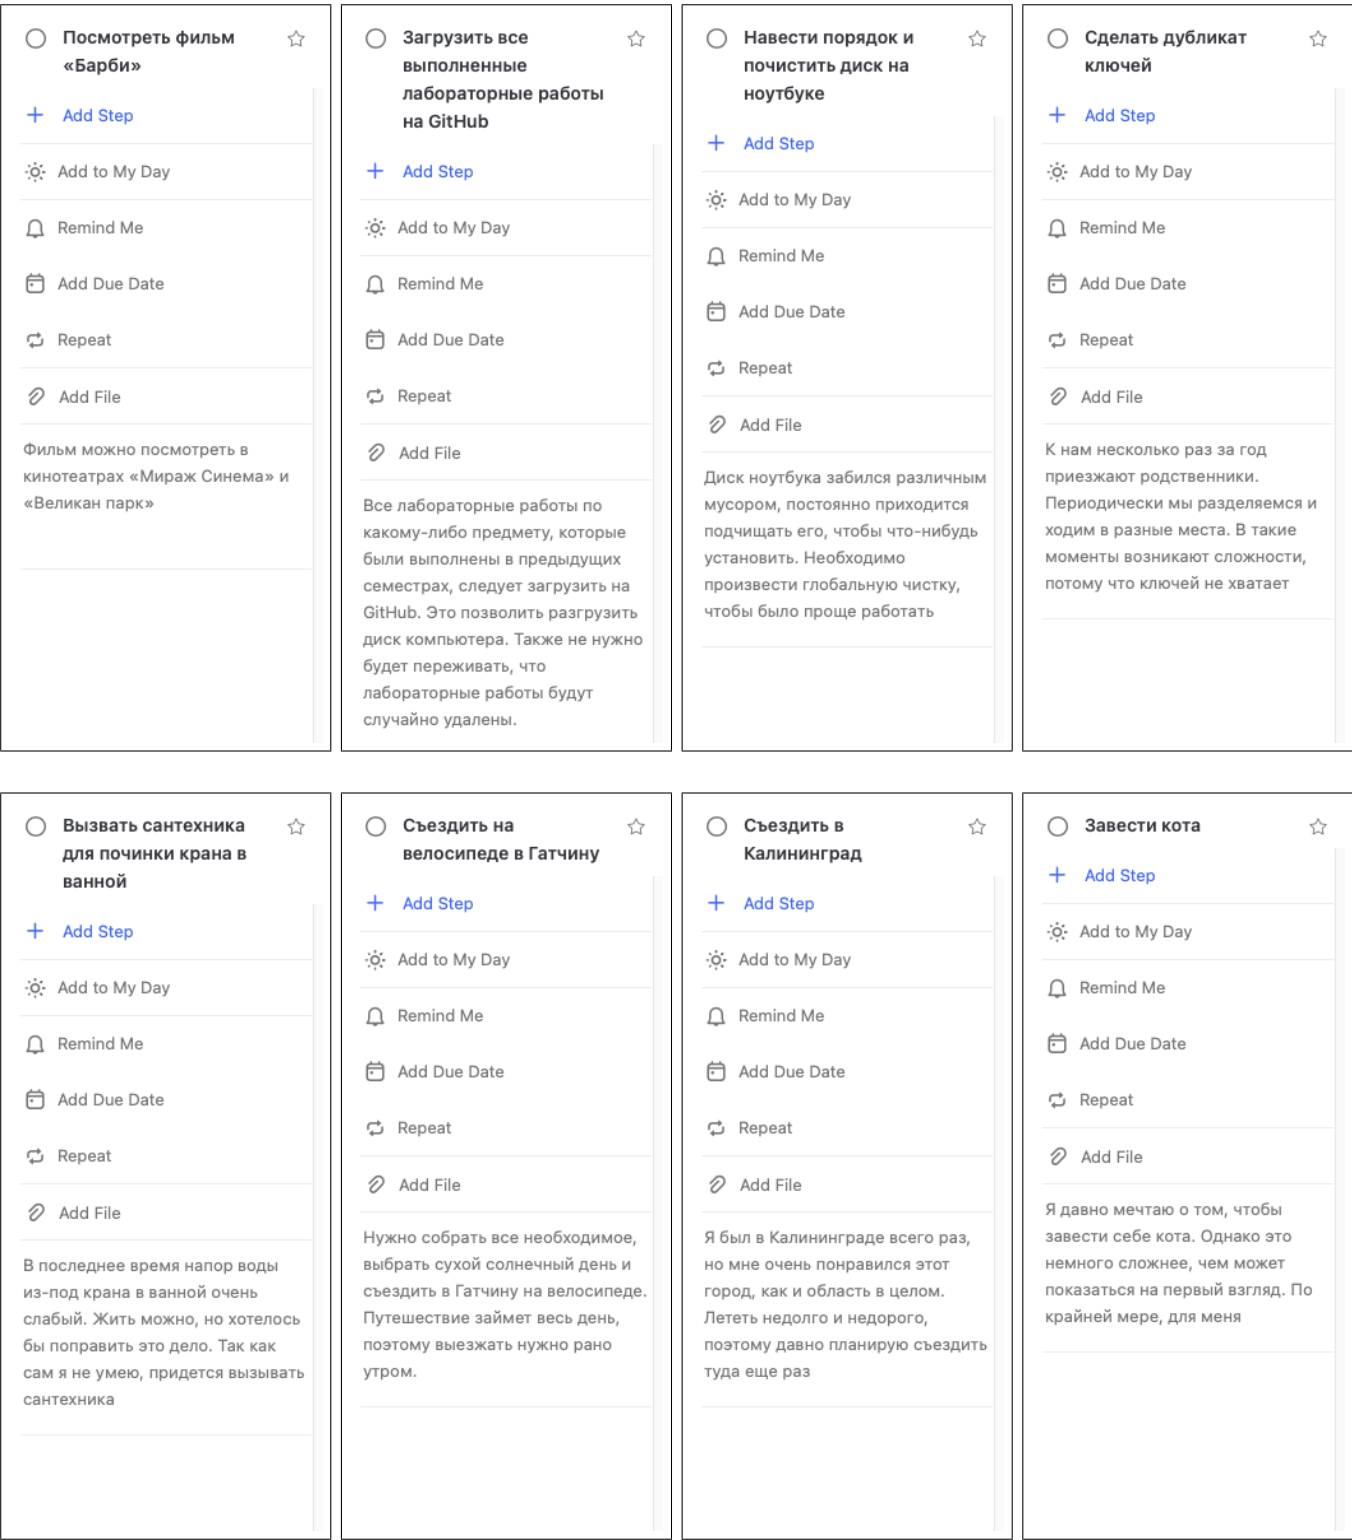 Посмотреть фильм
«Барби»
Add Step
Add to My Day
Remind Me
Add Due Date
Repeat
Add File
Фильм можно посмотреть в
кинотеатрах «Мираж Синема» и
«Великан парк»
Загрузить все
выполненные
лабораторные работы
на GitHub
Add Step
Add to My Day
Remind Me
Add Due Date
Repeat
Add File
Все лабораторные работы по
какому-либо предмету, которые
были выполнены в предыдущих
семестрах, следует загрузить на
GitHub. Это позволить разгрузить
диск компьютера. Также не нужно
будет переживать, что
лабораторные работы будут
случайно удалены.
Навести порядок и
почистить диск на
ноутбуке
Add Step
Add to My Day
Remind Me
Add Due Date
Repeat
Add File
Диск ноутбука забился различным
мусором, постоянно приходится
подчищать его, чтобы что-нибудь
установить. Необходимо
произвести глобальную чистку,
чтобы было проще работать
Сделать дубликат
ключей
Add Step
Add to My Day
Remind Me
Add Due Date
Repeat
Add File
К нам несколько раз за год
приезжают родственники.
Периодически мы разделяемся и
ходим в разные места. В такие
моменты возникают сложности,
потому что ключей не хватает
Вызвать сантехника
для починки крана в
ванной
Add Step
Add to My Day
Remind Me
Add Due Date
Repeat
Add File
В последнее время напор воды
из-под крана в ванной очень
слабый. Жить можно, но хотелось
бы поправить это дело. Так как
сам я не умею, придется вызывать
сантехника
Съездить на
велосипеде в Гатчину
Add Step
Add to My Day
Remind Me
Add Due Date
Repeat
Add File
Нужно собрать все необходимое,
выбрать сухой солнечный день и
съездить в Гатчину на велосипеде.
Путешествие займет весь день,
поэтому выезжать нужно рано
утром.
Съездить в
Калининград
Add Step
Add to My Day
Remind Me
Add Due Date
Repeat
Add File
Я был в Калининграде всего раз,
но мне очень понравился этот
город, как и область в целом.
Лететь недолго и недорого,
поэтому давно планирую съездить
туда еще раз
Завести кота
Add Step
Add to My Day
Remind Me
Add Due Date
Repeat
Add File
Я давно мечтаю о том, чтобы
завести себе кота. Однако это
немного сложнее, чем может
показаться на первый взгляд. По
крайней мере, для меня